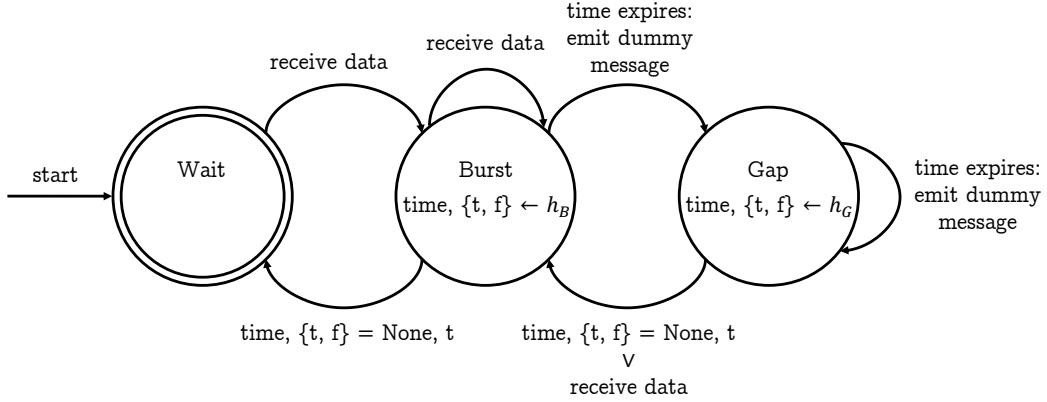 time expires:
emit dummy
message
receive data
receive data
start
Wait
Burst
time, {t, f} ← h_B
Gap
time, {t, f} ← h_G
time expires:
emit dummy
message
time, {t, f} = None, t
time, {t, f} = None, t
∨
receive data